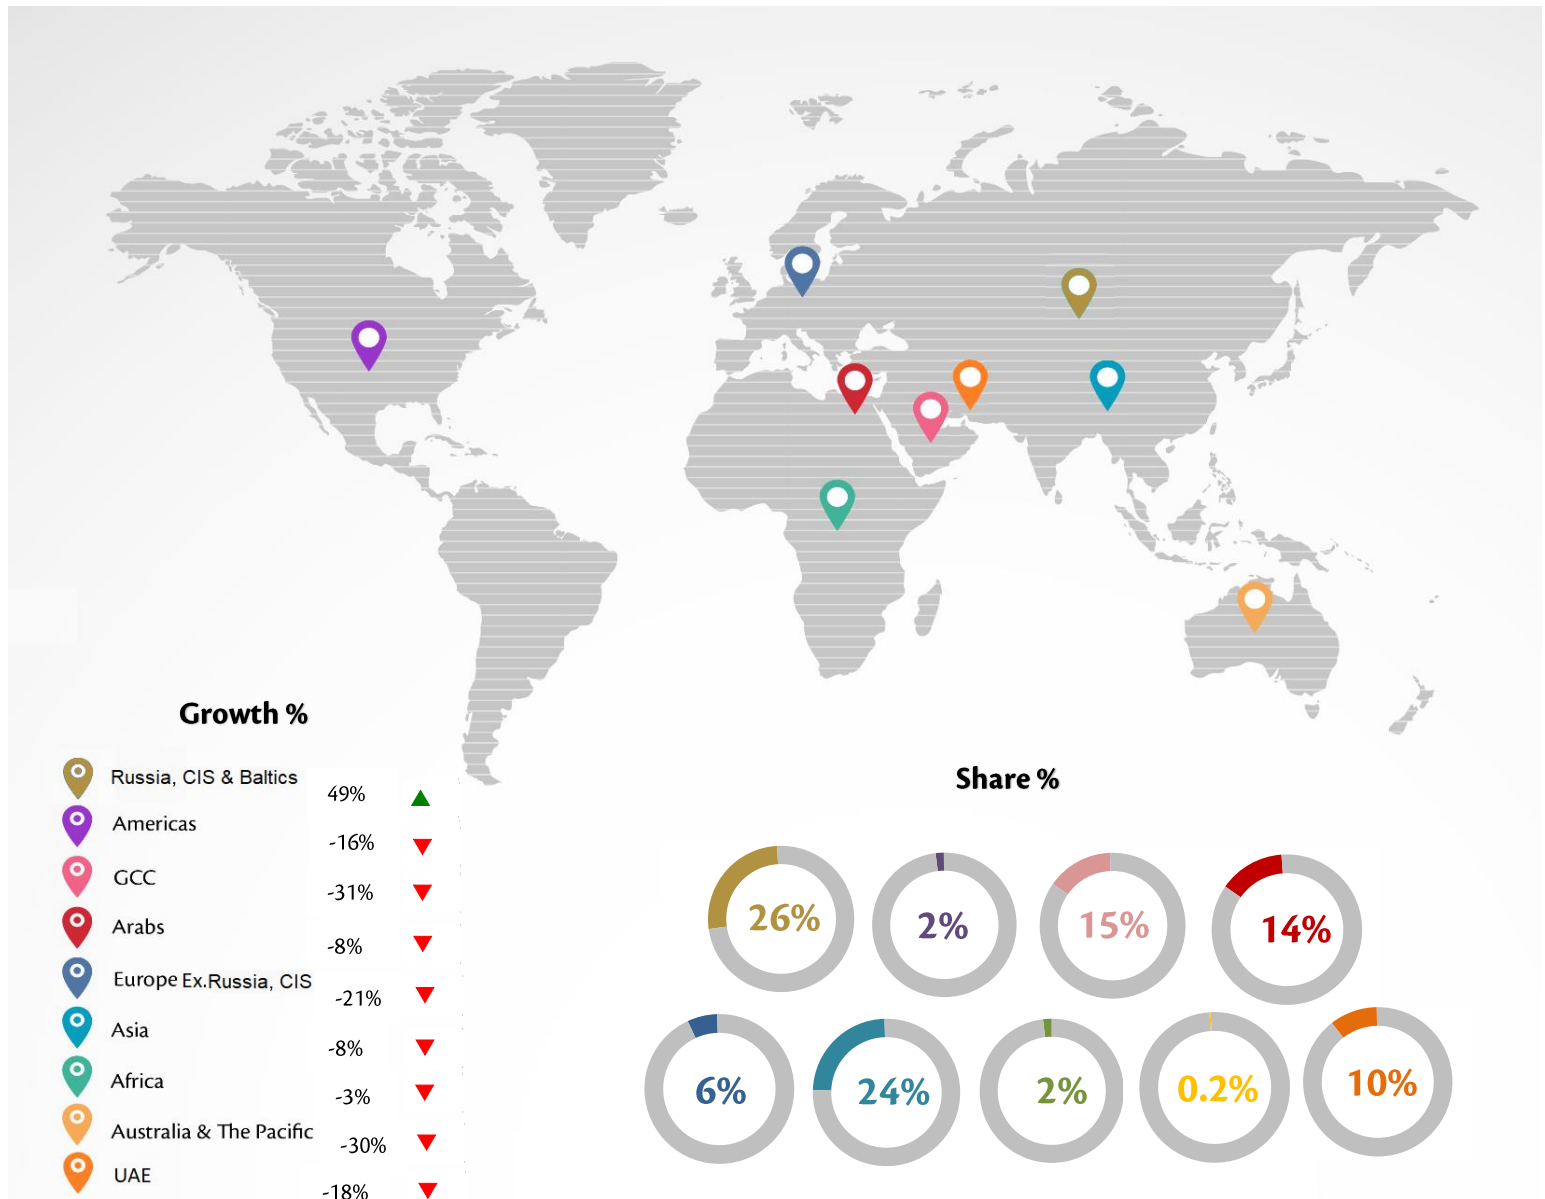 Growth %
Russia, CIS & Baltics 49%
Americas -16%
GCC -31%
Arabs -8%
Europe Ex.Russia, CIS -21%
Asia -8%
Africa -3%
Australia & The Pacific -30%
UAE -18%
Share %
26% 2% 15% 14%
6% 24% 2% 0.2% 10%